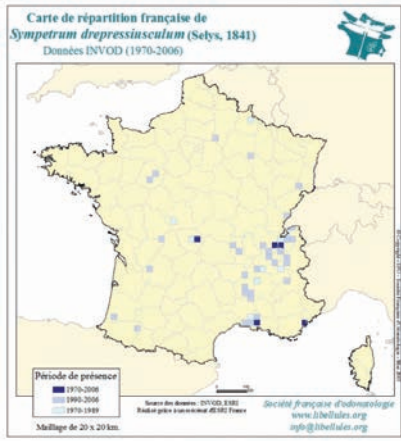 Carte de répartition française de
Sympetrum drepressiusculum (Selys, 1841)
Données INVOD (1970-2006)
Période de présence
1970-2006
1990-2006
1970-1989
Maillage de 20 x 20 km.
Source des données : INVOD, ESRI
Société française d'odonatologie
www.libellules.org
info@libellules.org